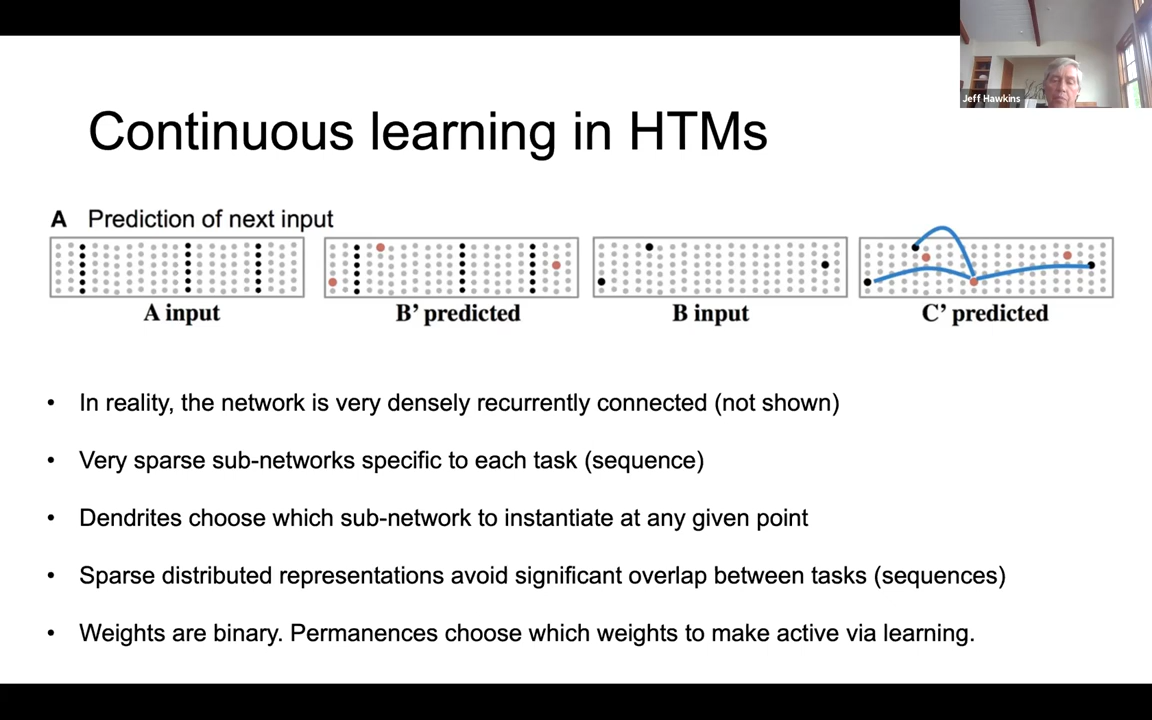 Jeff Hawkins
Continuous learning in HTMs
A Prediction of next input
A input
B’ predicted
B input
C’ predicted
• In reality, the network is very densely recurrently connected (not shown)
• Very sparse sub-networks specific to each task (sequence)
• Dendrites choose which sub-network to instantiate at any given point
• Sparse distributed representations avoid significant overlap between tasks (sequences)
• Weights are binary. Permanences choose which weights to make active via learning.